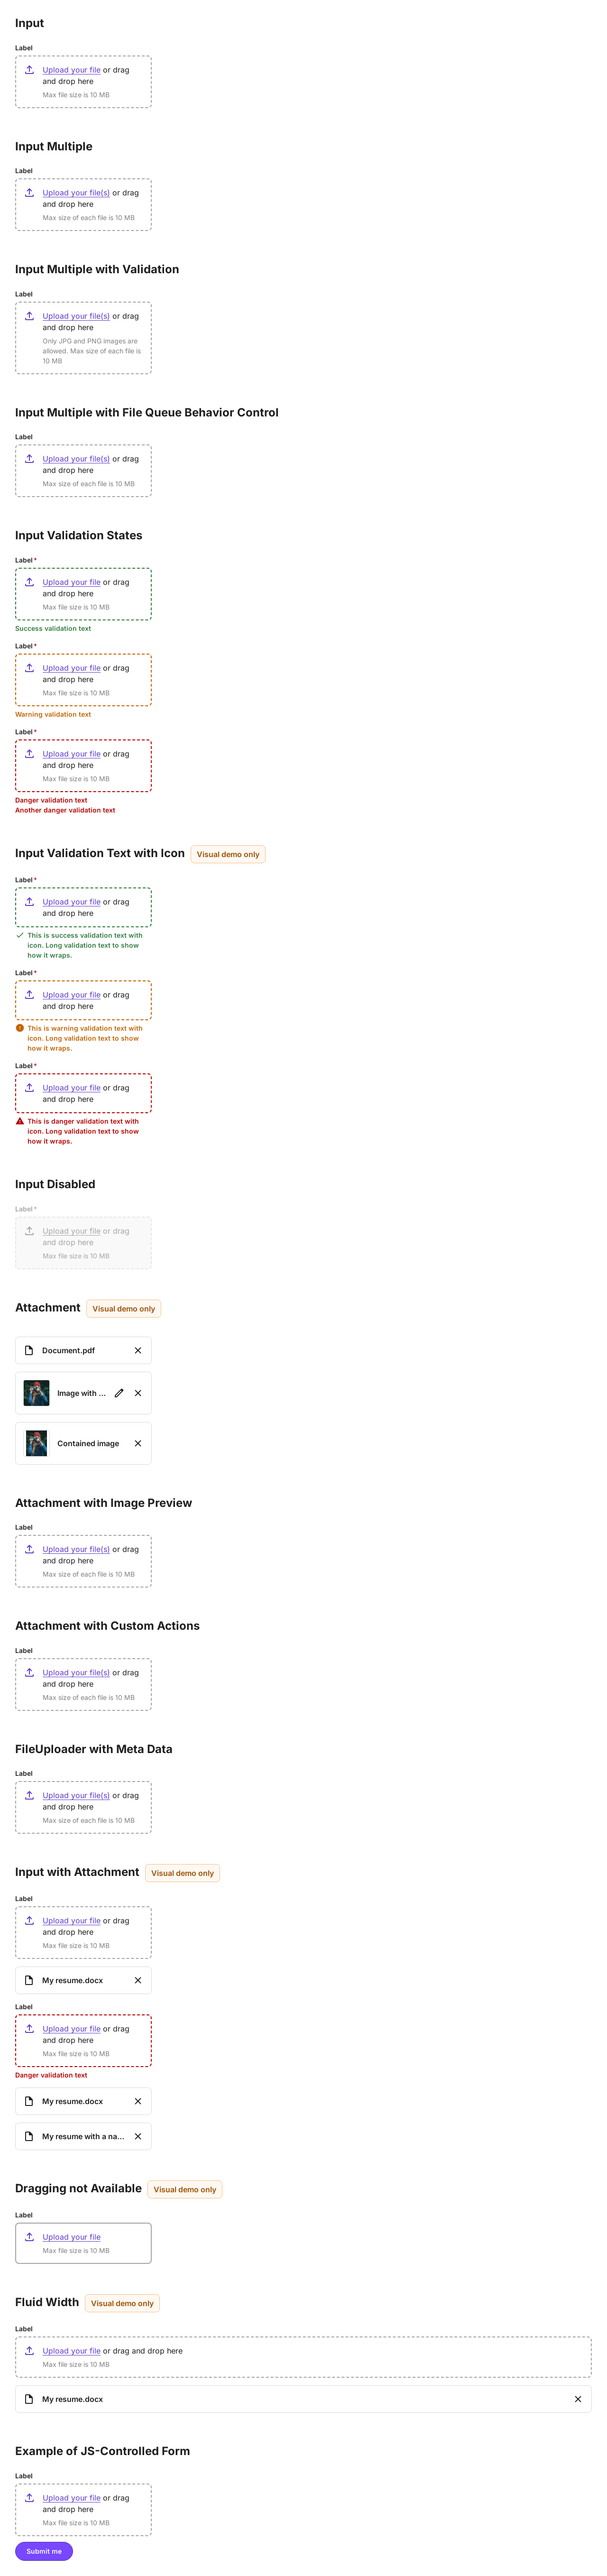 Input
Label
Upload your file or drag
and drop here
Max file size is 10 MB
Input Multiple
Label
Upload your file(s) or drag
and drop here
Max size of each file is 10 MB
Input Multiple with Validation
Label
Upload your file(s) or drag
and drop here
Only JPG and PNG images are
allowed. Max size of each file is
10 MB
Input Multiple with File Queue Behavior Control
Label
Upload your file(s) or drag
and drop here
Max size of each file is 10 MB
Input Validation States
Label*
Upload your file or drag
and drop here
Max file size is 10 MB
Success validation text
Label*
Upload your file or drag
and drop here
Max file size is 10 MB
Warning validation text
Label*
Upload your file or drag
and drop here
Max file size is 10 MB
Danger validation text
Another danger validation text
Input Validation Text with Icon Visual demo only
Label*
Upload your file or drag
and drop here
This is success validation text with
icon. Long validation text to show
how it wraps.
Label*
Upload your file or drag
and drop here
This is warning validation text with
icon. Long validation text to show
how it wraps.
Label*
Upload your file or drag
and drop here
This is danger validation text with
icon. Long validation text to show
how it wraps.
Input Disabled
Label*
Upload your file or drag
and drop here
Max file size is 10 MB
Attachment Visual demo only
Document.pdf
Image with ...
Contained image
Attachment with Image Preview
Label
Upload your file(s) or drag
and drop here
Max size of each file is 10 MB
Attachment with Custom Actions
Label
Upload your file(s) or drag
and drop here
Max size of each file is 10 MB
FileUploader with Meta Data
Label
Upload your file(s) or drag
and drop here
Max size of each file is 10 MB
Input with Attachment Visual demo only
Label
Upload your file or drag
and drop here
Max file size is 10 MB
My resume.docx
Label
Upload your file or drag
and drop here
Max file size is 10 MB
Danger validation text
My resume.docx
My resume with a na...
Dragging not Available Visual demo only
Label
Upload your file
Max file size is 10 MB
Fluid Width Visual demo only
Label
Upload your file or drag and drop here
Max file size is 10 MB
My resume.docx
Example of JS-Controlled Form
Label
Upload your file or drag
and drop here
Max file size is 10 MB
Submit me